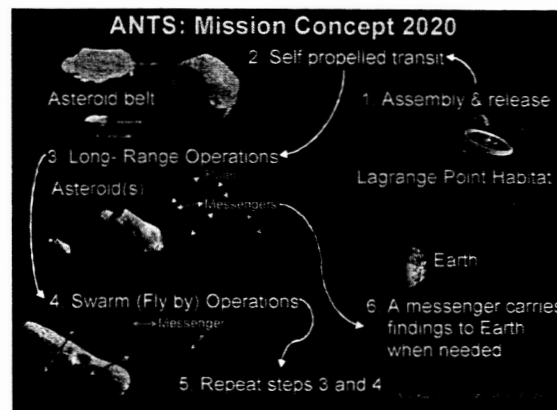 ANTS: Mission Concept 2020
2 Self propelled transit
Asteroid belt
1. Assembly & release
3 Long- Range Operations
Lagrange Point Habitat
Asteroid(s)
Messengers
Earth
4 Swarm (Fly by) Operations
Messenger
6 A messenger carries
findings to Earth
when needed
5. Repeat steps 3 and 4